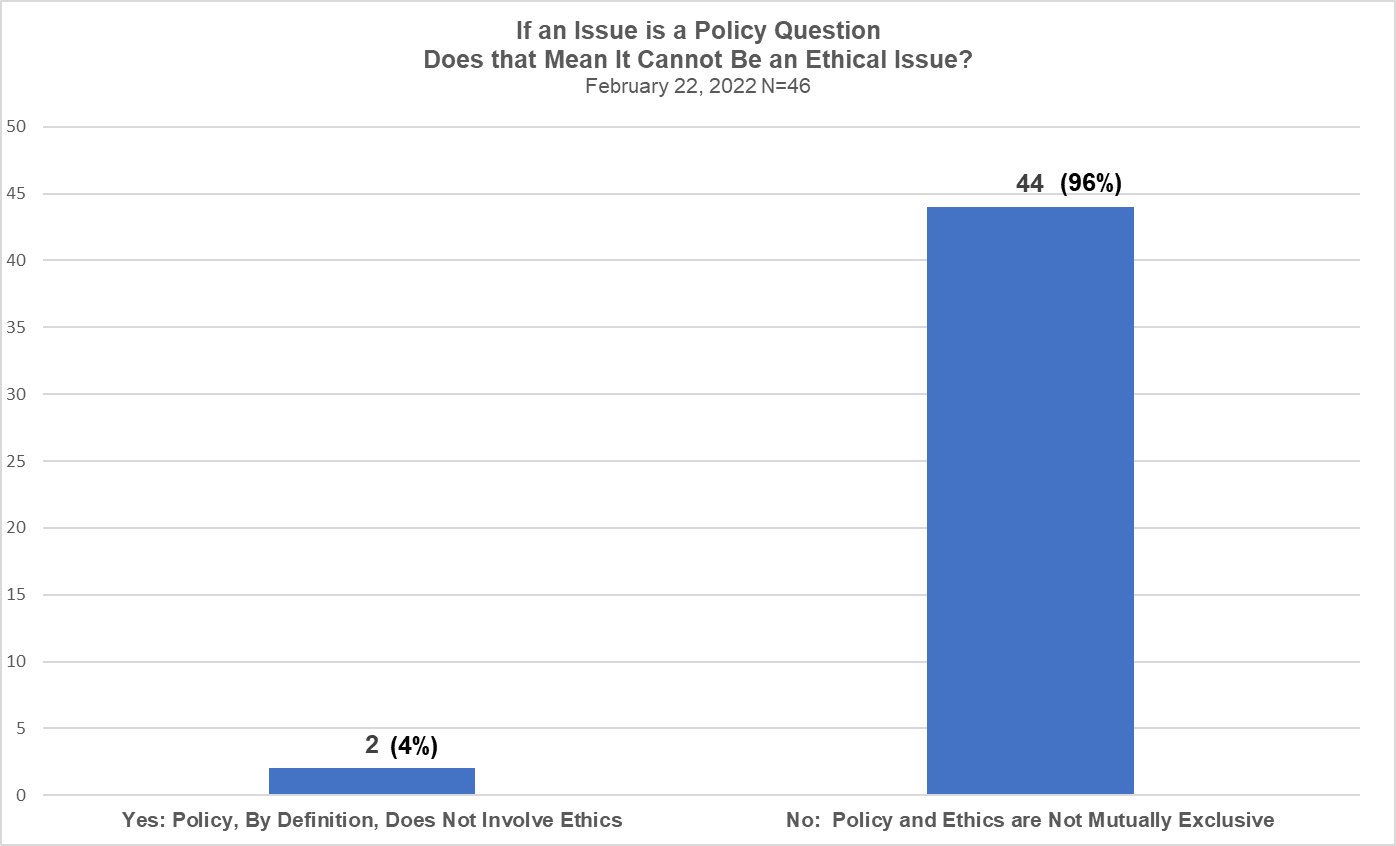 If an Issue is a Policy Question
Does that Mean It Cannot Be an Ethical Issue?
February 22, 2022 N=46
50
45
40
35
30
25
20
15
10
5
0
2 (4%)
44 (96%)
Yes: Policy, By Definition, Does Not Involve Ethics
No: Policy and Ethics are Not Mutually Exclusive